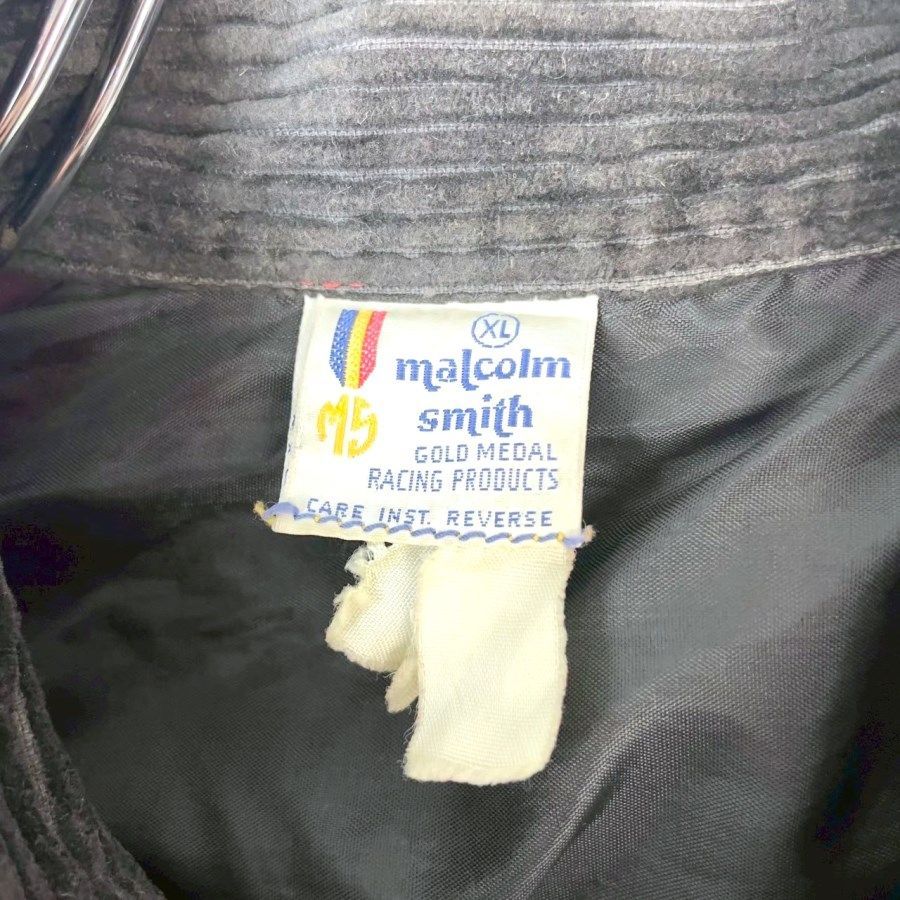 XL
malcolm
smith
MS
GOLD MEDAL
RACING PRODUCTS
CARE INST. REVERSE